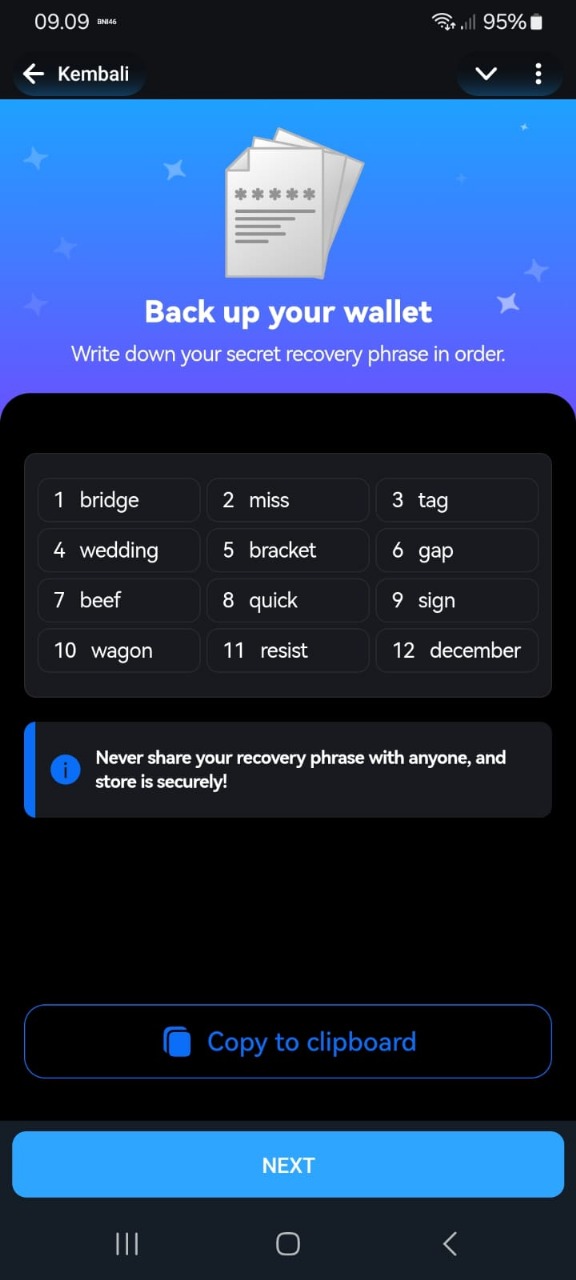 09.09 BNI46 95%
Kembali
*****
Back up your wallet
Write down your secret recovery phrase in order.
1 bridge 2 miss 3 tag
4 wedding 5 bracket 6 gap
7 beef 8 quick 9 sign
10 wagon 11 resist 12 december
Never share your recovery phrase with anyone, and
store is securely!
Copy to clipboard
NEXT